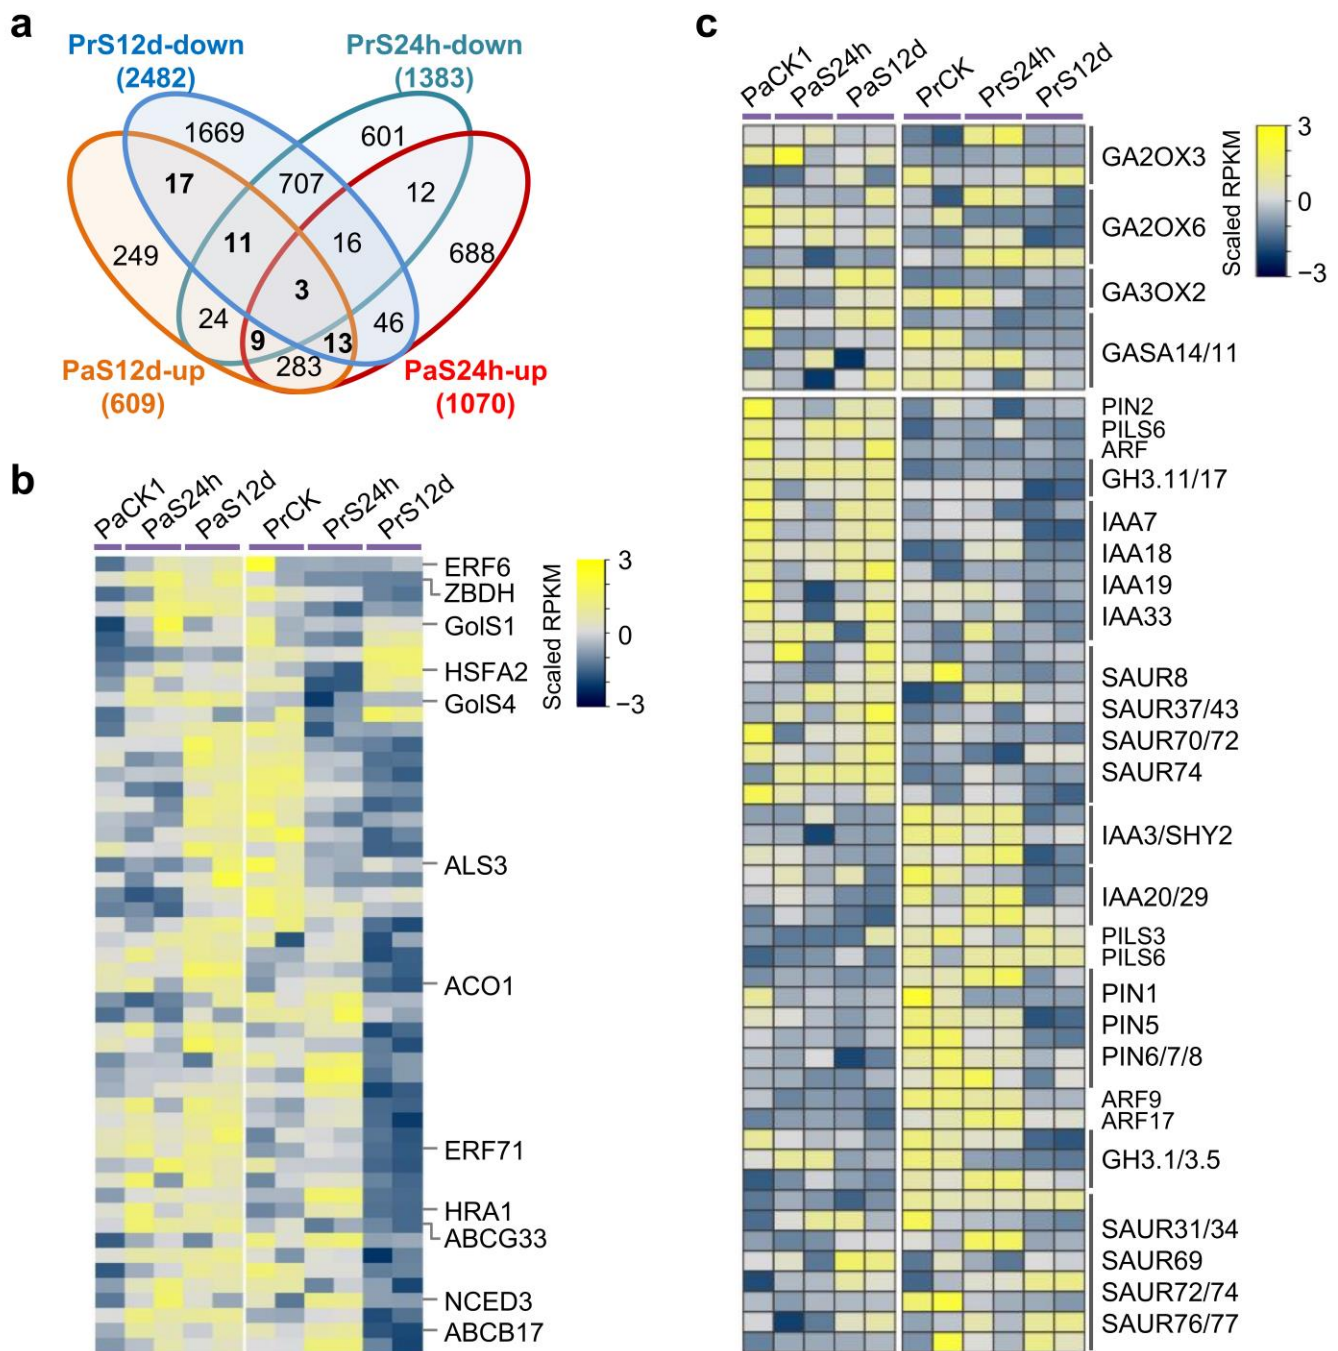 a
PrS12d-down
(2482)
PrS24h-down
(1383)
1669
601
17
707
12
249
11
16
688
3
24
46
9
13
283
PaS12d-up
(609)
PaS24h-up
(1070)
b
PaCK1
PaS24h
PaS12d
PrCK
PrS24h
PrS12d
ERF6
ZBDH
GolS1
HSFA2
GolS4
ALS3
ACO1
ERF71
HRA1
ABCG33
NCED3
ABCB17
Scaled RPKM
3
0
−3
c
PaCK1
PaS24h
PaS12d
PrCK
PrS24h
PrS12d
GA2OX3
GA2OX6
GA3OX2
GASA14/11
PIN2
PILS6
ARF
GH3.11/17
IAA7
IAA18
IAA19
IAA33
SAUR8
SAUR37/43
SAUR70/72
SAUR74
IAA3/SHY2
IAA20/29
PILS3
PILS6
PIN1
PIN5
PIN6/7/8
ARF9
ARF17
GH3.1/3.5
SAUR31/34
SAUR69
SAUR72/74
SAUR76/77
Scaled RPKM
3
0
−3